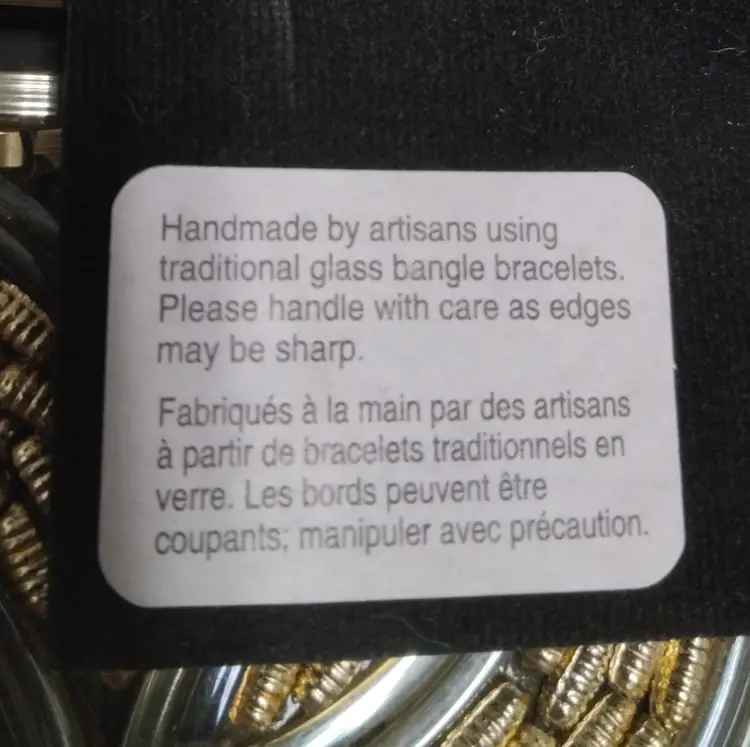 Handmade by artisans using
traditional glass bangle bracelets.
Please handle with care as edges
may be sharp.
Fabriqués à la main par des artisans
à partir de bracelets traditionnels en
verre. Les bords peuvent être
coupants; manipuler avec précaution.